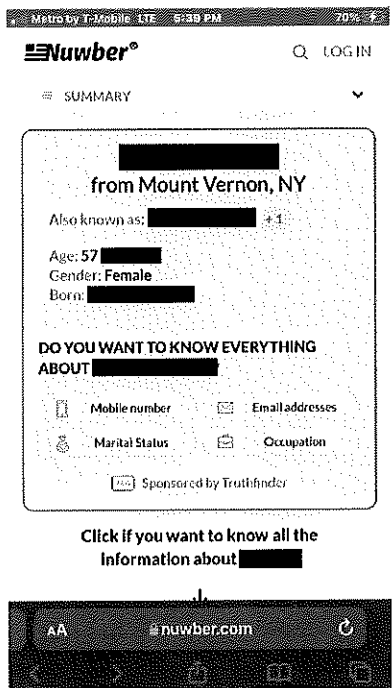 Metro by T-Mobile LTE 5:39 PM 70%
Nuwber®
LOG IN
SUMMARY
from Mount Vernon, NY
Also known as: +1
Age: 57
Gender: Female
Born:
DO YOU WANT TO KNOW EVERYTHING
ABOUT
Mobile number Email addresses
Marital Status Occupation
Sponsored by Truthfinder
Click if you want to know all the
information about
AA nuwber.com